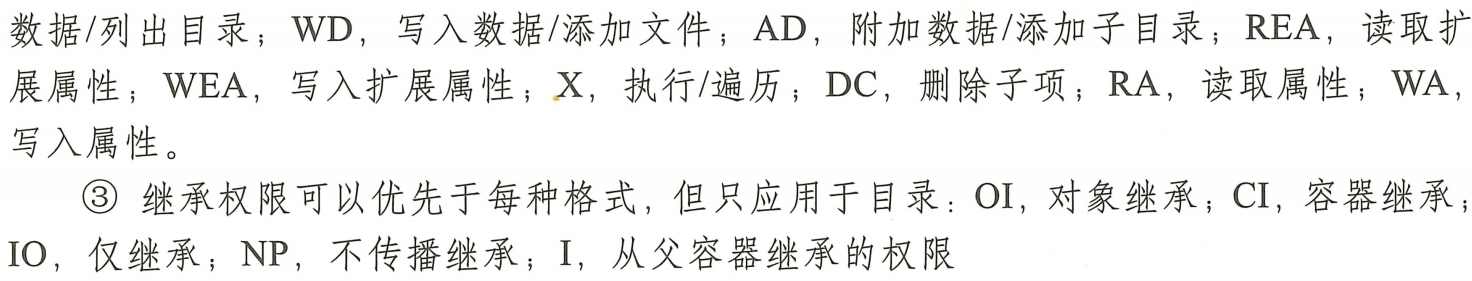 数据/列出目录；WD，写入数据/添加文件；AD，附加数据/添加子目录；REA，读取扩
展属性；WEA，写入扩展属性；X，执行/遍历；DC，删除子项；RA，读取属性；WA，
写入属性。
③ 继承权限可以优先于每种格式，但只应用于目录：OI，对象继承；CI，容器继承；
IO，仅继承；NP，不传播继承；I，从父容器继承的权限